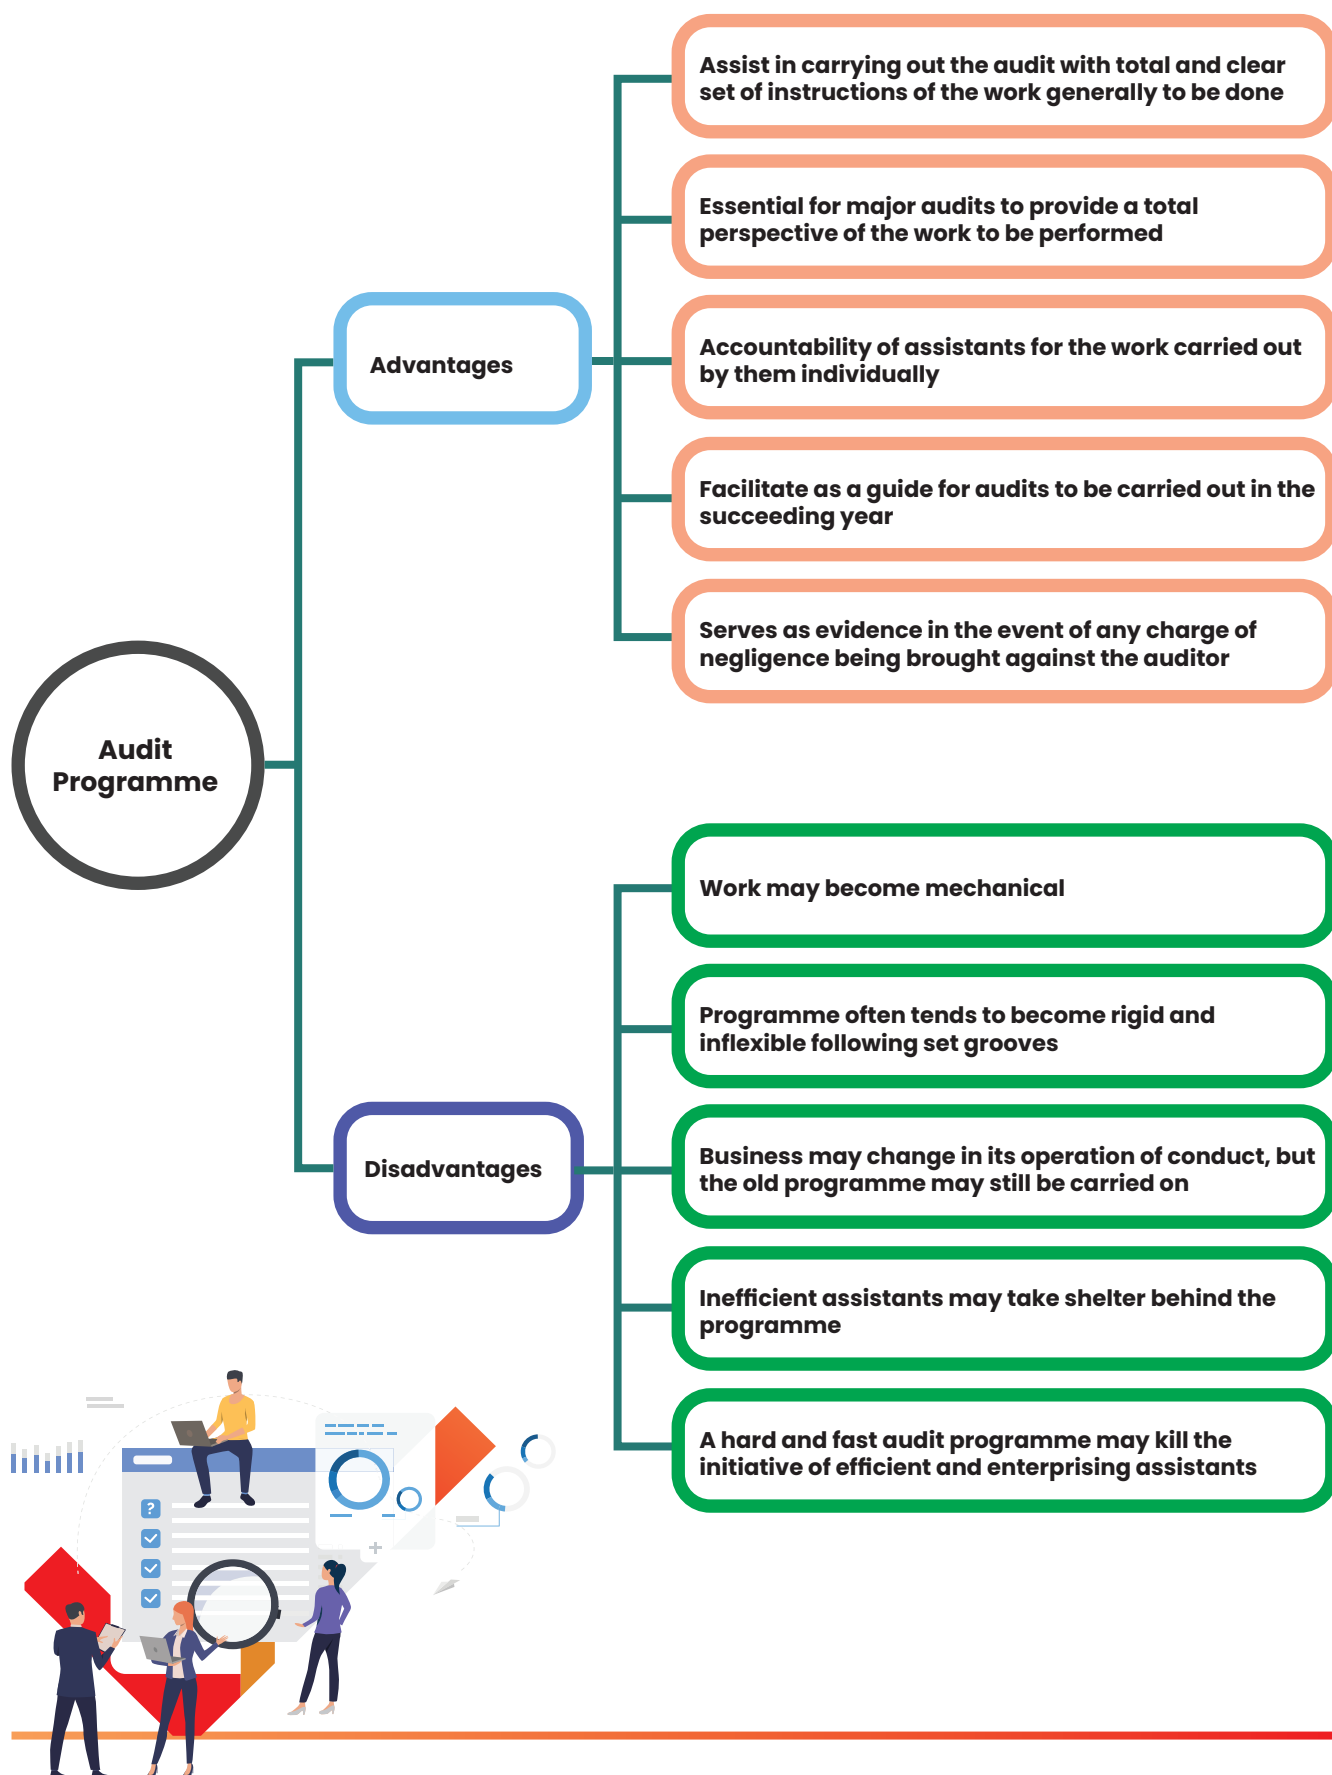 Audit
Programme
Advantages
Assist in carrying out the audit with total and clear
set of instructions of the work generally to be done
Essential for major audits to provide a total
perspective of the work to be performed
Accountability of assistants for the work carried out
by them individually
Facilitate as a guide for audits to be carried out in the
succeeding year
Serves as evidence in the event of any charge of
negligence being brought against the auditor
Disadvantages
Work may become mechanical
Programme often tends to become rigid and
inflexible following set grooves
Business may change in its operation of conduct, but
the old programme may still be carried on
Inefficient assistants may take shelter behind the
programme
A hard and fast audit programme may kill the
initiative of efficient and enterprising assistants
?